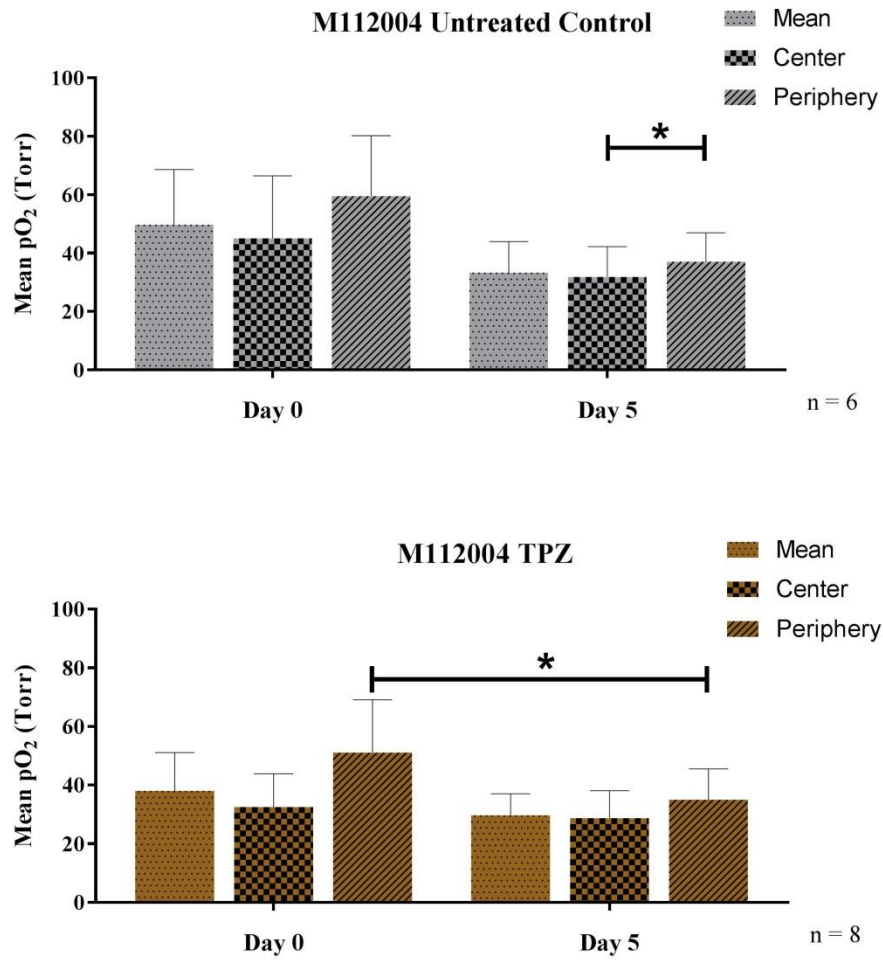 M112004 Untreated Control
Mean
Center
Periphery
Mean pO₂ (Torr)
100
80
60
40
20
0
*
Day 0
Day 5
n = 6
M112004 TPZ
Mean
Center
Periphery
Mean pO₂ (Torr)
100
80
60
40
20
0
*
Day 0
Day 5
n = 8